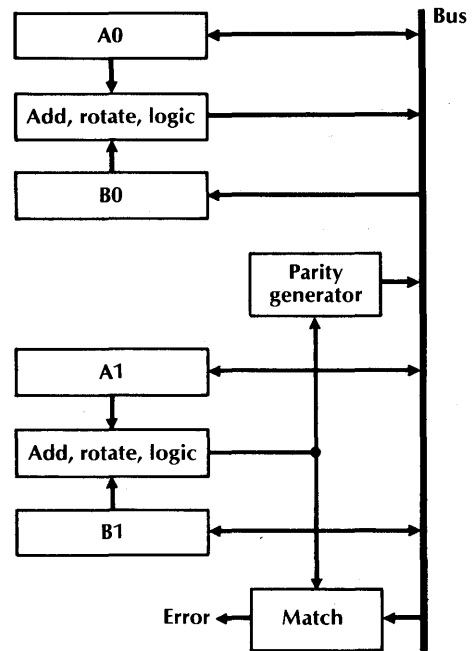 Bus
A0
Add, rotate, logic
B0
Parity
generator
A1
Add, rotate, logic
B1
Error
Match